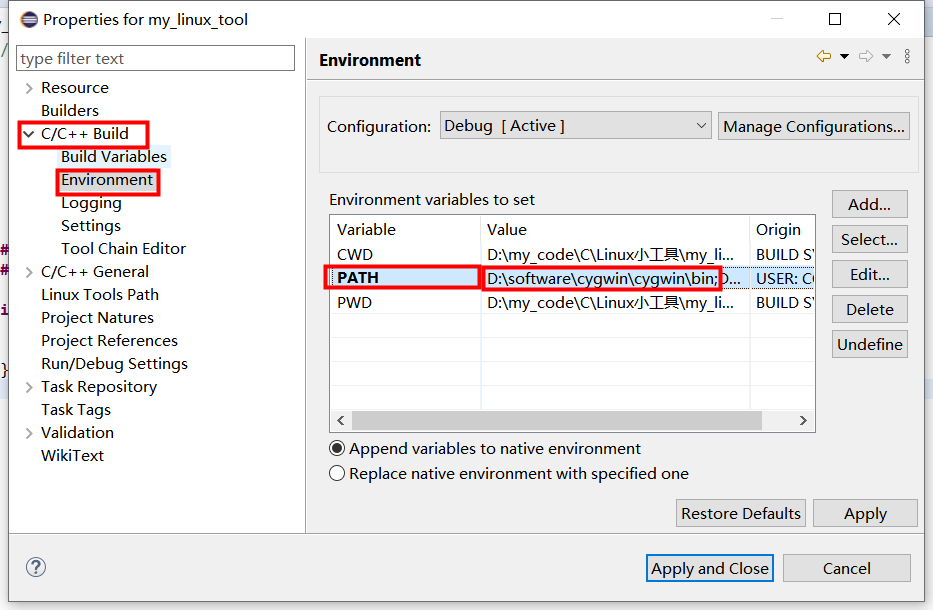 Properties for my_linux_tool
type filter text
Resource
Builders
C/C++ Build
Build Variables
Environment
Logging
Settings
Tool Chain Editor
C/C++ General
Linux Tools Path
Project Natures
Project References
Run/Debug Settings
Task Repository
Task Tags
Validation
WikiText
Environment
Configuration: Debug [ Active ] Manage Configurations...
Environment variables to set
Variable Value Origin
CWD D:\my_code\C\Linux小工具\my_li... BUILD SY
PATH D:\software\cygwin\cygwin\bin;D... USER: CO
PWD D:\my_code\C\Linux小工具\my_li... BUILD SY
Add...
Select...
Edit...
Delete
Undefine
Append variables to native environment
Replace native environment with specified one
Restore Defaults Apply
Apply and Close Cancel